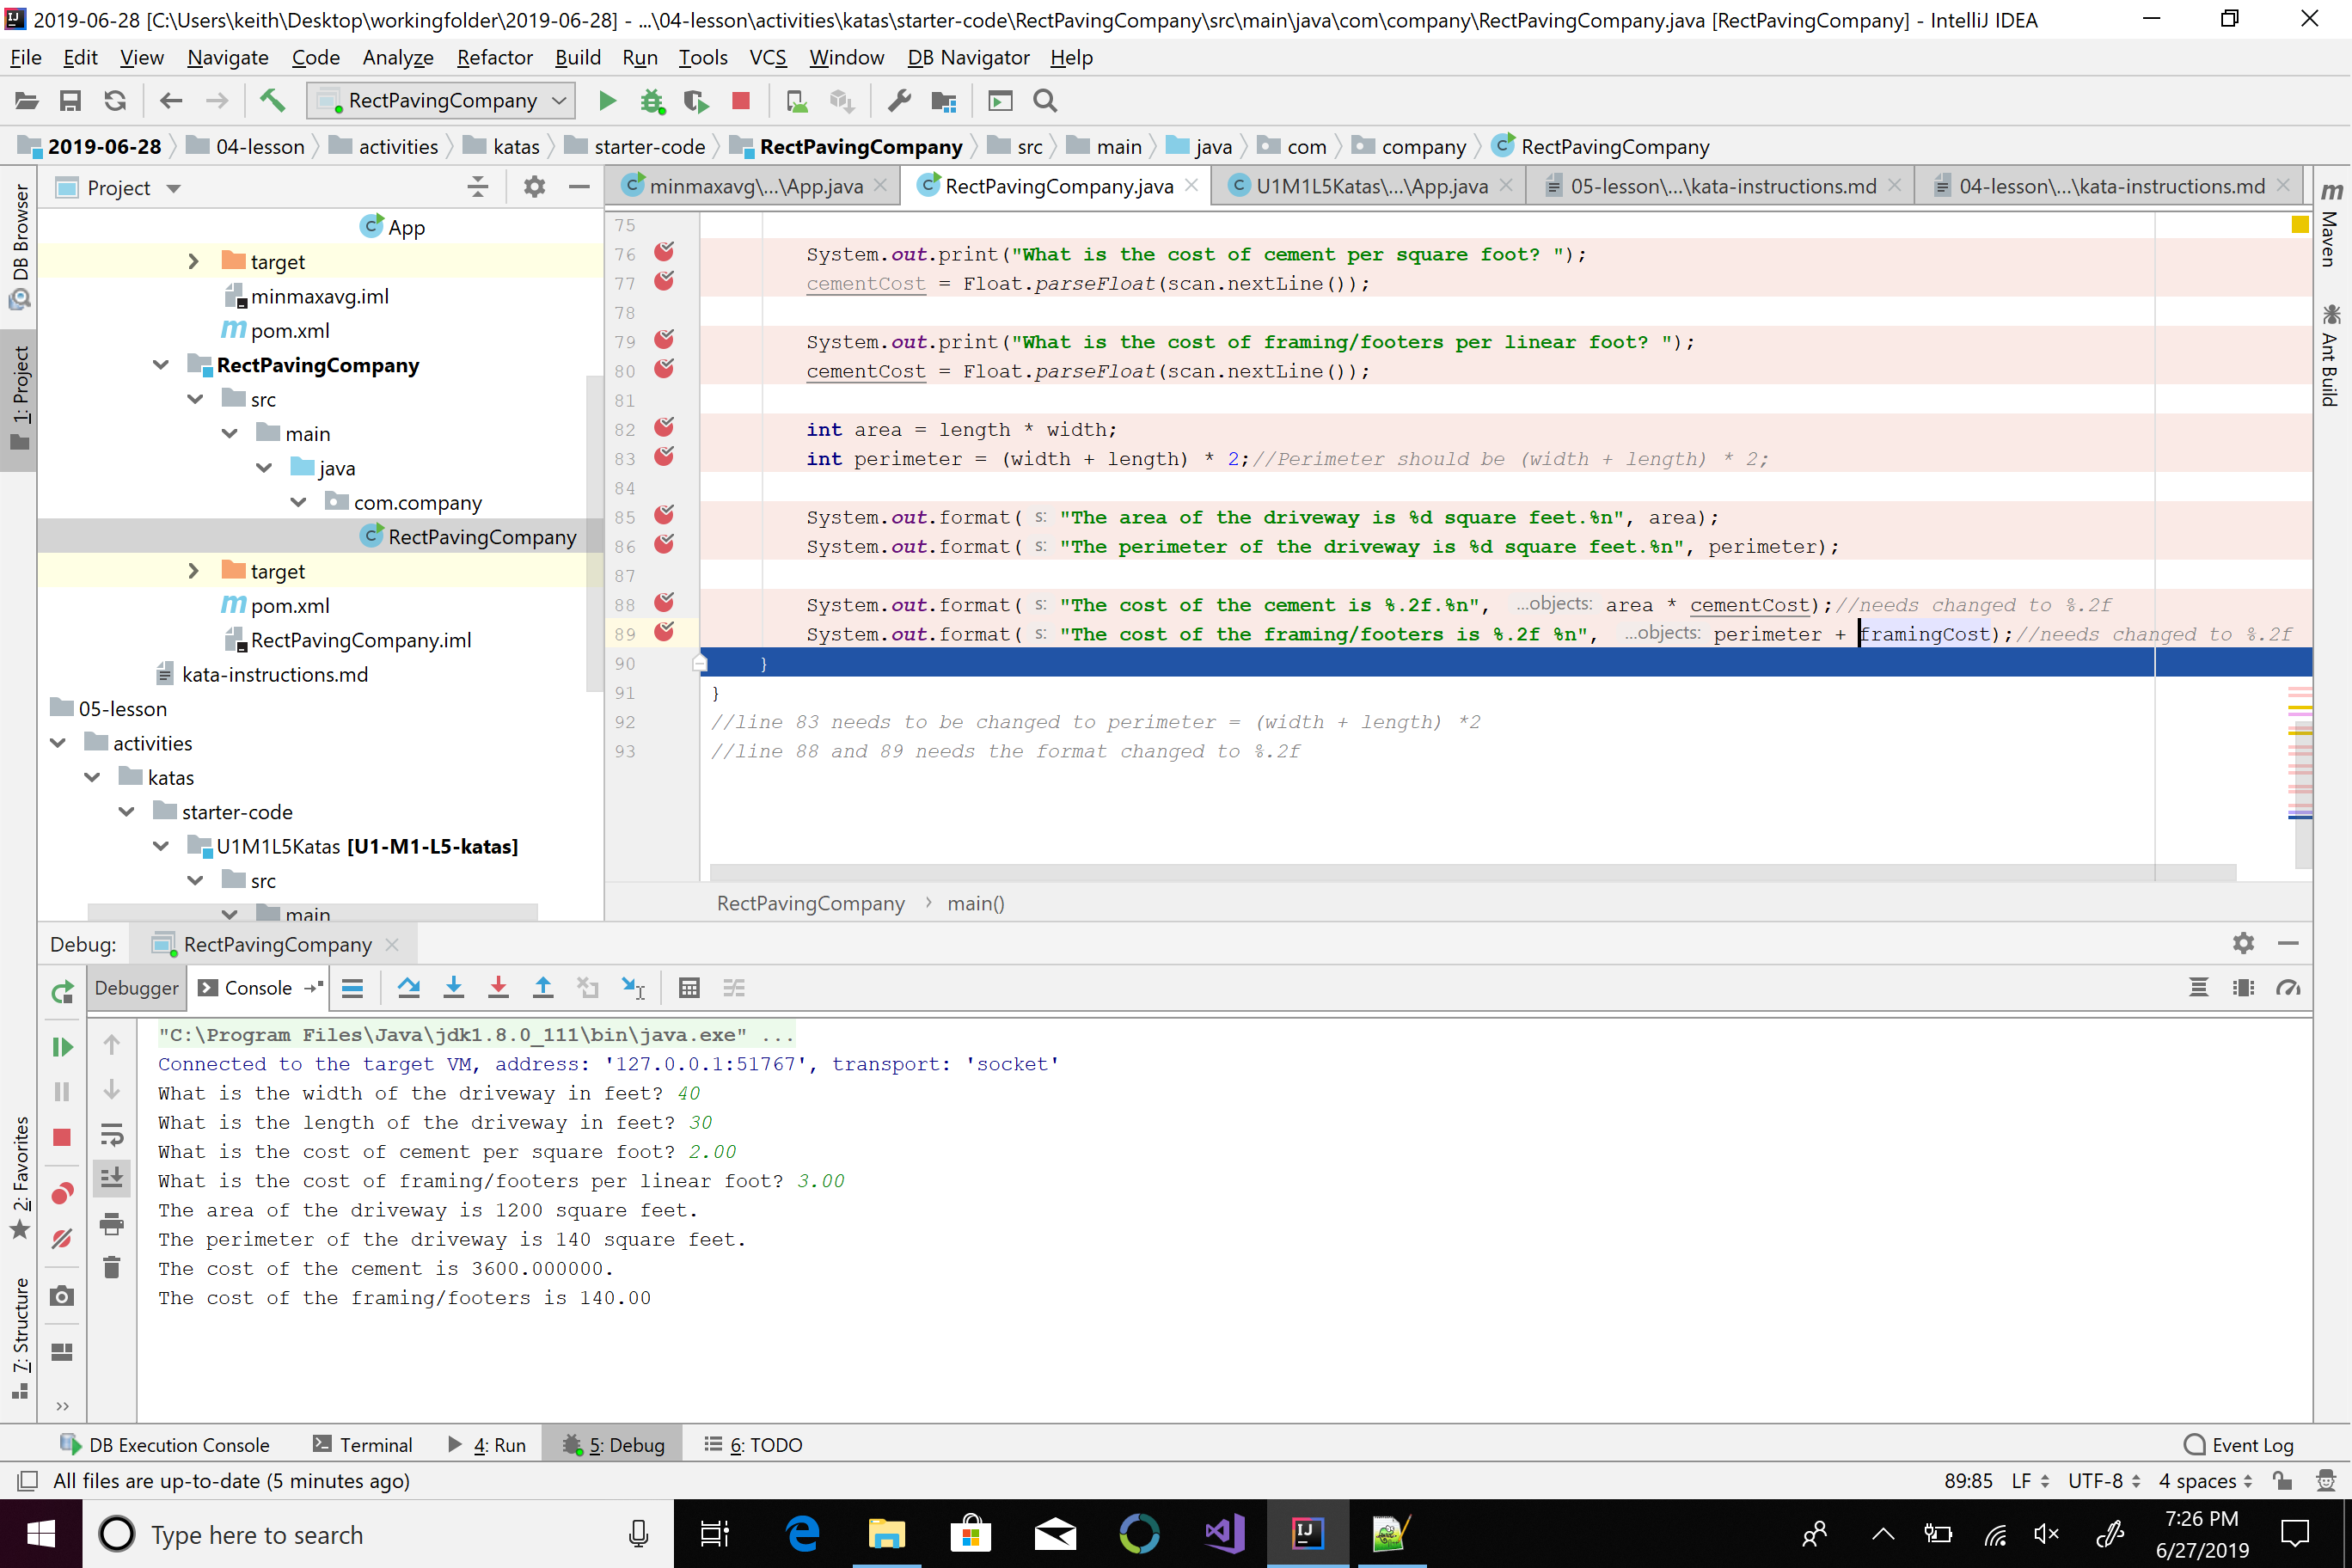 2019-06-28 [C:\Users\keith\Desktop\workingfolder\2019-06-28] - ...\04-lesson\activities\katas\starter-code\RectPavingCompany\src\main\java\com\company\RectPavingCompany.java [RectPavingCompany] - IntelliJ IDEA
File Edit View Navigate Code Analyze Refactor Build Run Tools VCS Window DB Navigator Help
RectPavingCompany
2019-06-28 04-lesson activities katas starter-code RectPavingCompany src main java com company RectPavingCompany
Project
minmaxavg\...\App.java RectPavingCompany.java U1M1L5Katas\...\App.java 05-lesson\...\kata-instructions.md 04-lesson\...\kata-instructions.md
DB Browser
1: Project
2: Favorites
7: Structure
Maven
Ant Build
App
target
minmaxavg.iml
pom.xml
RectPavingCompany
src
main
java
com.company
RectPavingCompany
target
pom.xml
RectPavingCompany.iml
kata-instructions.md
05-lesson
activities
katas
starter-code
U1M1L5Katas [U1-M1-L5-katas]
src
main
75
76 System.out.print("What is the cost of cement per square foot? ");
77 cementCost = Float.parseFloat(scan.nextLine());
78
79 System.out.print("What is the cost of framing/footers per linear foot? ");
80 cementCost = Float.parseFloat(scan.nextLine());
81
82 int area = length * width;
83 int perimeter = (width + length) * 2;//Perimeter should be (width + length) * 2;
84
85 System.out.format( s: "The area of the driveway is %d square feet.%n", area);
86 System.out.format( s: "The perimeter of the driveway is %d square feet.%n", perimeter);
87
88 System.out.format( s: "The cost of the cement is %.2f.%n", ...objects: area * cementCost);//needs changed to %.2f
89 System.out.format( s: "The cost of the framing/footers is %.2f %n", ...objects: perimeter + framingCost);//needs changed to %.2f
90 }
91 }
92 //line 83 needs to be changed to perimeter = (width + length) *2
93 //line 88 and 89 needs the format changed to %.2f
RectPavingCompany › main()
Debug: RectPavingCompany
Debugger Console
"C:\Program Files\Java\jdk1.8.0_111\bin\java.exe" ...
Connected to the target VM, address: '127.0.0.1:51767', transport: 'socket'
What is the width of the driveway in feet? 40
What is the length of the driveway in feet? 30
What is the cost of cement per square foot? 2.00
What is the cost of framing/footers per linear foot? 3.00
The area of the driveway is 1200 square feet.
The perimeter of the driveway is 140 square feet.
The cost of the cement is 3600.000000.
The cost of the framing/footers is 140.00
DB Execution Console Terminal 4: Run 5: Debug 6: TODO Event Log
All files are up-to-date (5 minutes ago) 89:85 LF UTF-8 4 spaces
Type here to search
7:26 PM
6/27/2019